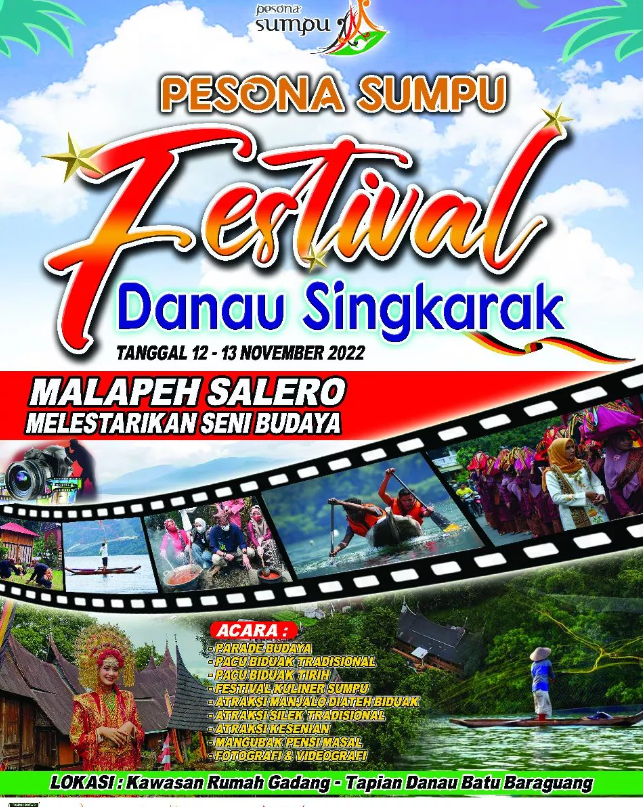 pesona
sumpu
PESONA SUMPU
Festival
Danau Singkarak
TANGGAL 12 - 13 NOVEMBER 2022
MALAPEH SALERO
MELESTARIKAN SENI BUDAYA
ACARA :
- PARADE BUDAYA
- PACU BIDUAK TRADISIONAL
- PACU BIDUAK TIRIH
- FESTIVAL KULINER SUMPU
- ATRAKSI MANJALO DIATEH BIDUAK
- ATRAKSI SILEK TRADISIONAL
- ATRAKSI KESENIAN
- MANGUBAK PENSI MASAL
- FOTOGRAFI & VIDEOGRAFI
LOKASI : Kawasan Rumah Gadang - Tapian Danau Batu Baraguang